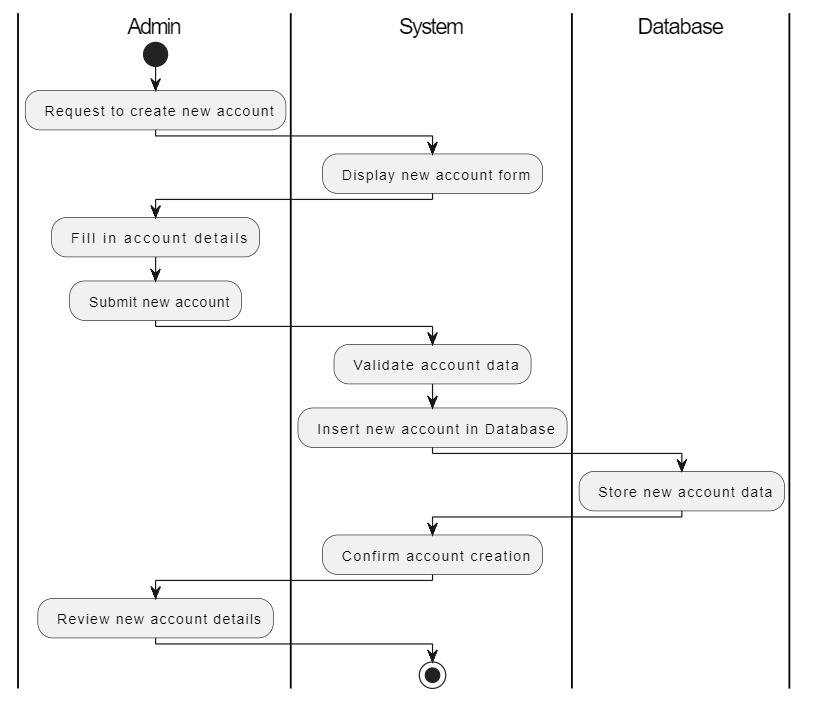 Admin
System
Database
Request to create new account
Display new account form
Fill in account details
Submit new account
Validate account data
Insert new account in Database
Store new account data
Confirm account creation
Review new account details